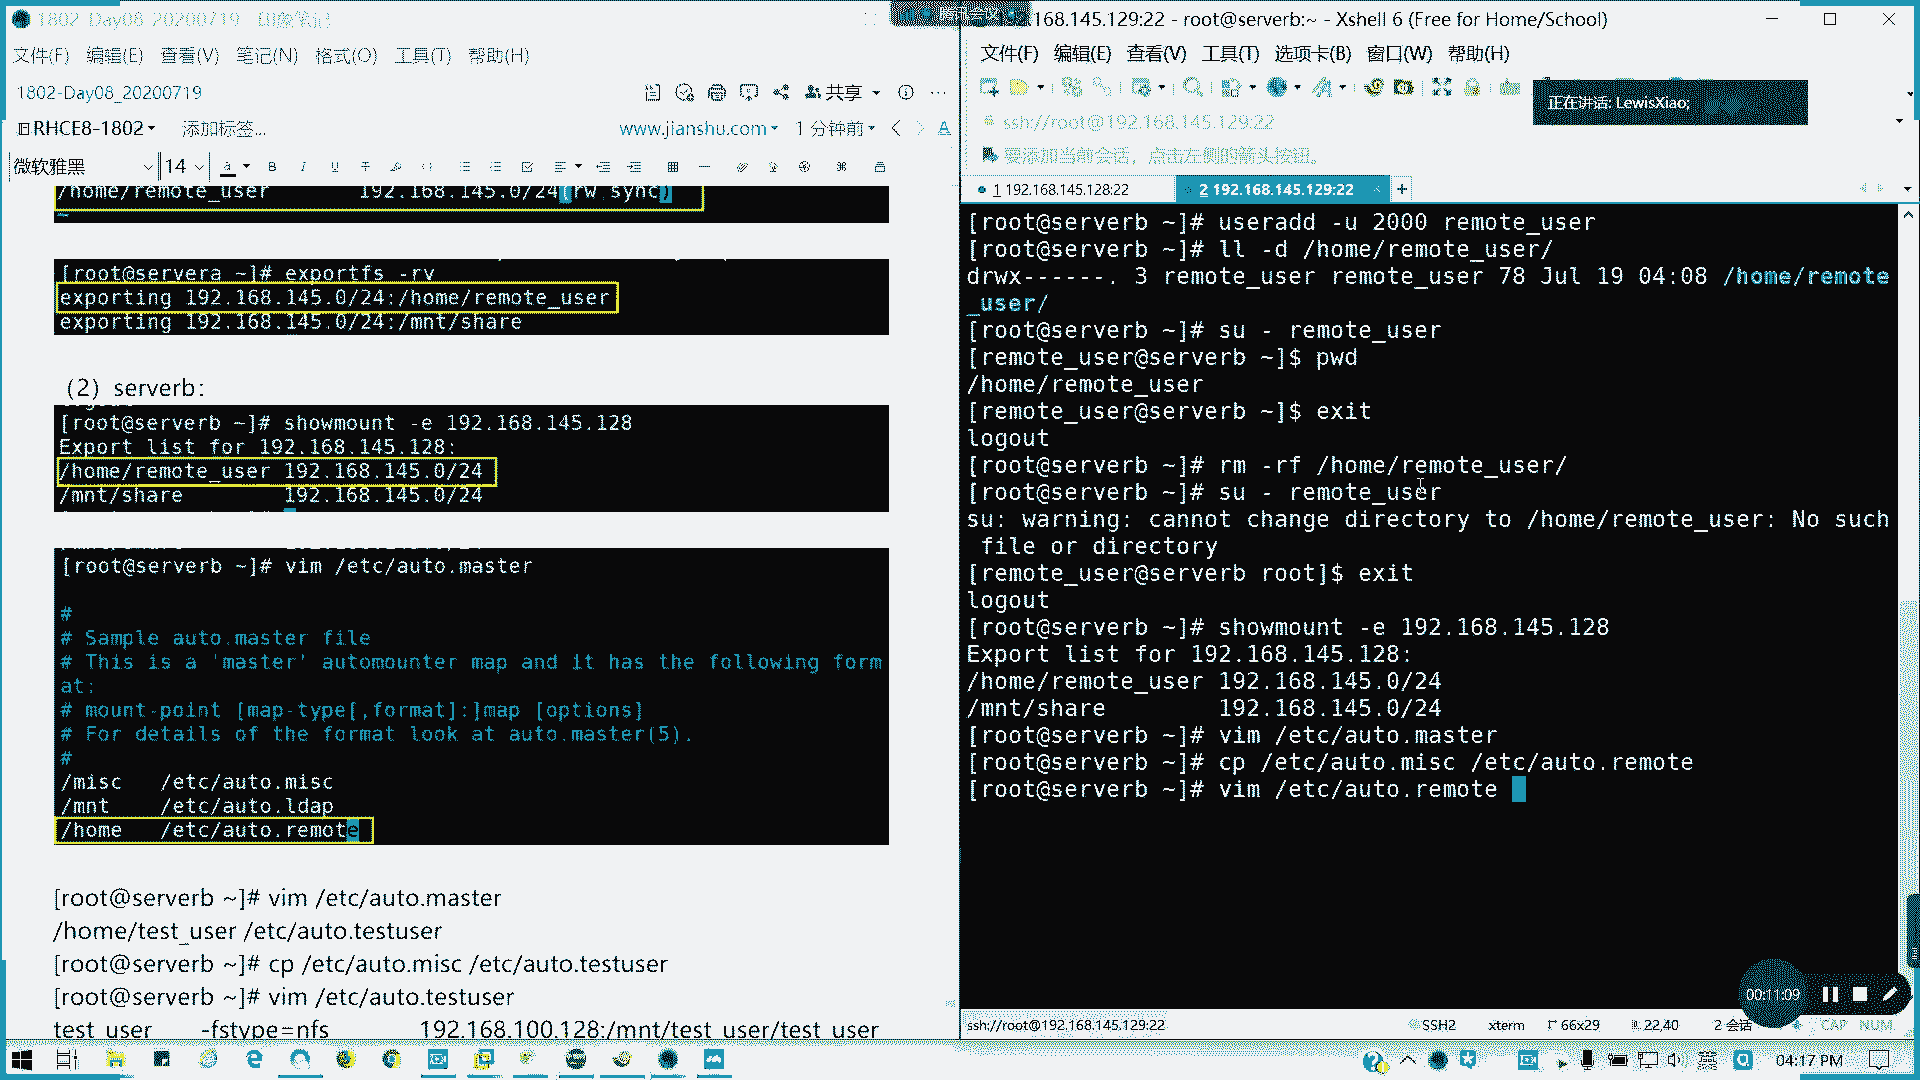 1802-Day08_20200719 - 印象笔记
文件(F) 编辑(E) 查看(V) 笔记(N) 格式(O) 工具(T) 帮助(H)
1802-Day08_20200719
共享
RHCE8-1802
添加标签...
www.jianshu.com
1 分钟前
微软雅黑
14
/home/remote_user 192.168.145.0/24(rw,sync)
[root@servera ~]# exportfs -rv
exporting 192.168.145.0/24:/home/remote_user
exporting 192.168.145.0/24:/mnt/share
（2）serverb：
[root@serverb ~]# showmount -e 192.168.145.128
Export list for 192.168.145.128:
/home/remote_user 192.168.145.0/24
/mnt/share 192.168.145.0/24
[root@serverb ~]# vim /etc/auto.master
#
# Sample auto.master file
# This is a 'master' automounter map and it has the following form
at:
# mount-point [map-type[,format]:]map [options]
# For details of the format look at auto.master(5).
#
/misc /etc/auto.misc
/mnt /etc/auto.ldap
/home /etc/auto.remote
[root@serverb ~]# vim /etc/auto.master
/home/test_user /etc/auto.testuser
[root@serverb ~]# cp /etc/auto.misc /etc/auto.testuser
[root@serverb ~]# vim /etc/auto.testuser
test_user -fstype=nfs 192.168.100.128:/mnt/test_user/test_user
腾讯会议
192.168.145.129:22 - root@serverb:~ - Xshell 6 (Free for Home/School)
文件(F) 编辑(E) 查看(V) 工具(T) 选项卡(B) 窗口(W) 帮助(H)
正在讲话: LewisXiao;
ssh://root@192.168.145.129:22
要添加当前会话，点击左侧的箭头按钮。
1 192.168.145.128:22
2 192.168.145.129:22
[root@serverb ~]# useradd -u 2000 remote_user
[root@serverb ~]# ll -d /home/remote_user/
drwx------. 3 remote_user remote_user 78 Jul 19 04:08 /home/remote
_user/
[root@serverb ~]# su - remote_user
[remote_user@serverb ~]$ pwd
/home/remote_user
[remote_user@serverb ~]$ exit
logout
[root@serverb ~]# rm -rf /home/remote_user/
[root@serverb ~]# su - remote_user
su: warning: cannot change directory to /home/remote_user: No such
file or directory
[remote_user@serverb root]$ exit
logout
[root@serverb ~]# showmount -e 192.168.145.128
Export list for 192.168.145.128:
/home/remote_user 192.168.145.0/24
/mnt/share 192.168.145.0/24
[root@serverb ~]# vim /etc/auto.master
[root@serverb ~]# cp /etc/auto.misc /etc/auto.remote
[root@serverb ~]# vim /etc/auto.remote
00:11:09
ssh://root@192.168.145.129:22
SSH2
xterm
66x29
22,40
2 会话
CAP
NUM
英
04:17 PM